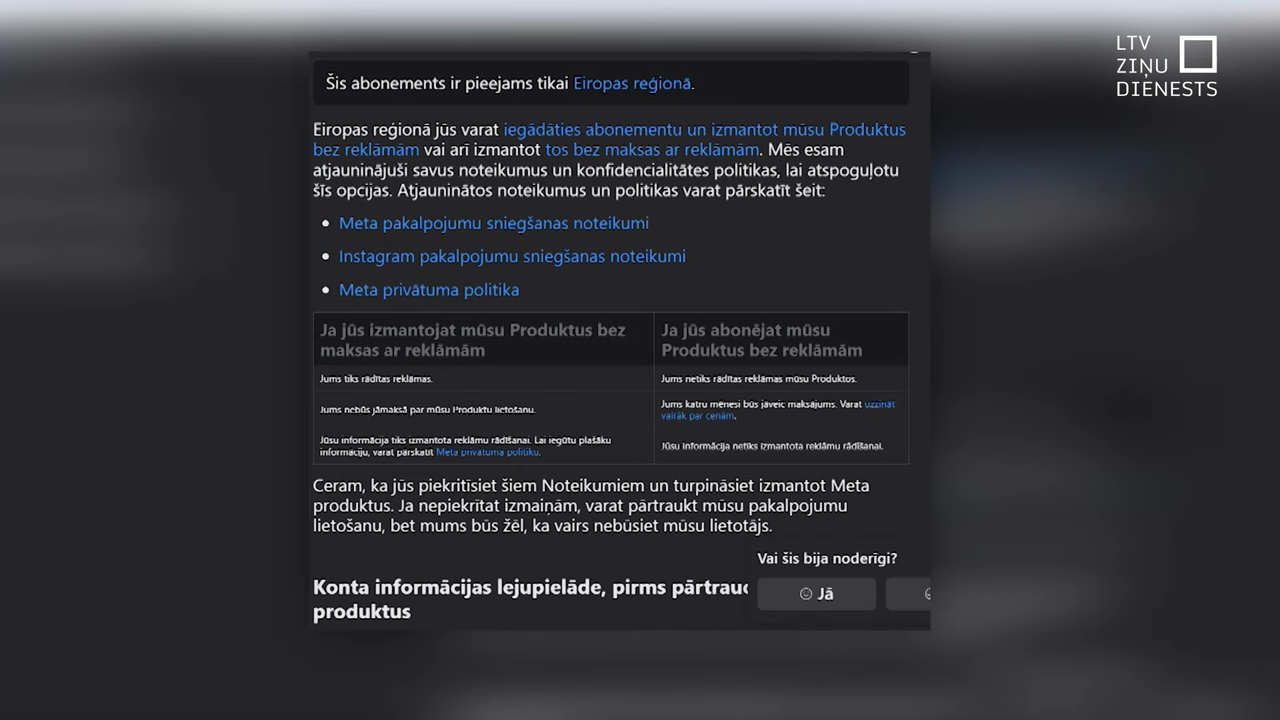 LTV
ZIŅU
DIENESTS
Šis abonements ir pieejams tikai Eiropas reģionā.
Eiropas reģionā jūs varat iegādāties abonementu un izmantot mūsu Produktus
bez reklāmām vai arī izmantot tos bez maksas ar reklāmām. Mēs esam
atjauninājuši savus noteikumus un konfidencialitātes politikas, lai atspoguļotu
šīs opcijas. Atjauninātos noteikumus un politikas varat pārskatīt šeit:
• Meta pakalpojumu sniegšanas noteikumi
• Instagram pakalpojumu sniegšanas noteikumi
• Meta privātuma politika
Ja jūs izmantojat mūsu Produktus bez
maksas ar reklāmām
Ja jūs abonējat mūsu
Produktus bez reklāmām
Jums tiks rādītas reklāmas.
Jums netiks rādītas reklāmas mūsu Produktos.
Jums nebūs jāmaksā par mūsu Produktu lietošanu.
Jums katru mēnesi būs jāveic maksājums. Varat uzzināt
vairāk par cenām.
Jūsu informācija tiks izmantota reklāmu rādīšanai. Lai iegūtu plašāku
informāciju, varat pārskatīt Meta privātuma politiku.
Jūsu informācija netiks izmantota reklāmu rādīšanai.
Ceram, ka jūs piekritīsiet šiem Noteikumiem un turpināsiet izmantot Meta
produktus. Ja nepiekrītat izmaiņām, varat pārtraukt mūsu pakalpojumu
lietošanu, bet mums būs žēl, ka vairs nebūsiet mūsu lietotājs.
Vai šis bija noderīgi?
Jā
Konta informācijas lejupielāde, pirms pārtrauc
produktus